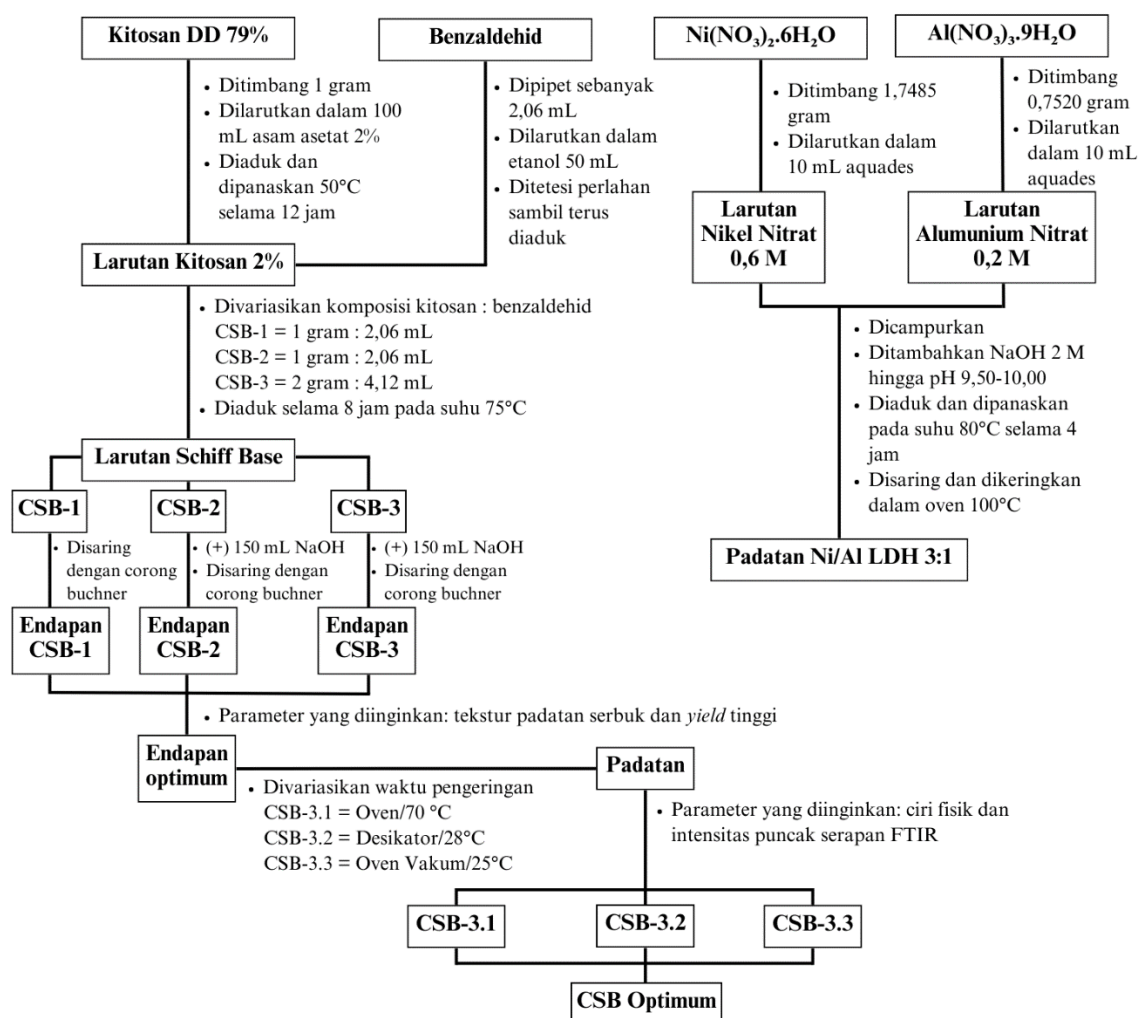 Kitosan DD 79%
• Ditimbang 1 gram
• Dilarutkan dalam 100
mL asam asetat 2%
• Diaduk dan
dipanaskan 50°C
selama 12 jam
Benzaldehid
• Dipipet sebanyak
2,06 mL
• Dilarutkan dalam
etanol 50 mL
• Ditetesi perlahan
sambil terus
diaduk
Larutan Kitosan 2%
• Divariasikan komposisi kitosan : benzaldehid
CSB-1 = 1 gram : 2,06 mL
CSB-2 = 1 gram : 2,06 mL
CSB-3 = 2 gram : 4,12 mL
• Diaduk selama 8 jam pada suhu 75°C
Larutan Schiff Base
CSB-1
• Disaring
dengan corong
buchner
Endapan
CSB-1
CSB-2
• (+) 150 mL NaOH
• Disaring dengan
corong buchner
Endapan
CSB-2
CSB-3
• (+) 150 mL NaOH
• Disaring dengan
corong buchner
Endapan
CSB-3
Ni(NO₃)₂.6H₂O
• Ditimbang 1,7485
gram
• Dilarutkan dalam
10 mL aquades
Larutan
Nikel Nitrat
0,6 M
Al(NO₃)₃.9H₂O
• Ditimbang
0,7520 gram
• Dilarutkan
dalam 10 mL
aquades
Larutan
Alumunium Nitrat
0,2 M
• Dicampurkan
• Ditambahkan NaOH 2 M
hingga pH 9,50-10,00
• Diaduk dan dipanaskan
pada suhu 80°C selama 4
jam
• Disaring dan dikeringkan
dalam oven 100°C
Padatan Ni/Al LDH 3:1
• Parameter yang diinginkan: tekstur padatan serbuk dan yield tinggi
Endapan
optimum
• Divariasikan waktu pengeringan
CSB-3.1 = Oven/70 °C
CSB-3.2 = Desikator/28°C
CSB-3.3 = Oven Vakum/25°C
Padatan
• Parameter yang diinginkan: ciri fisik dan
intensitas puncak serapan FTIR
CSB-3.1
CSB-3.2
CSB-3.3
CSB Optimum